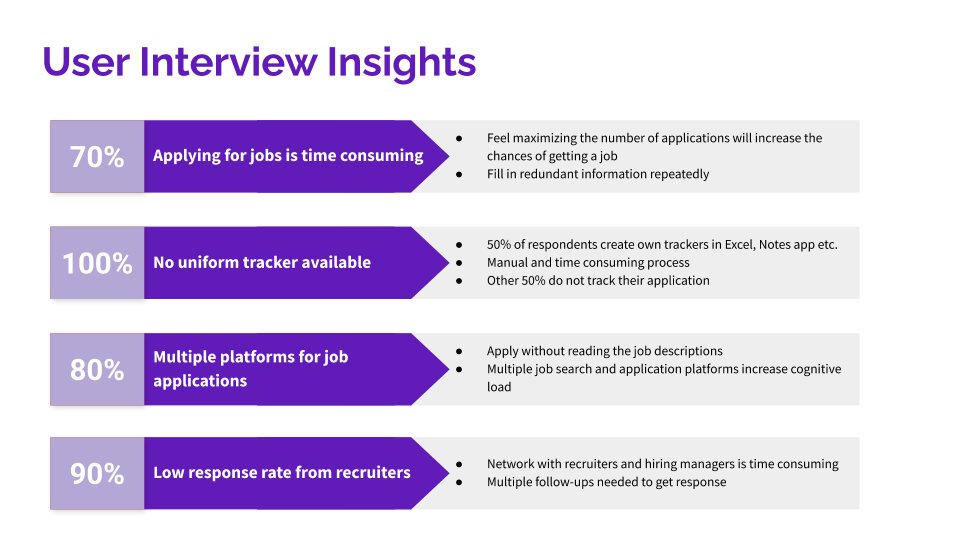 User Interview Insights
70%
Applying for jobs is time consuming
● Feel maximizing the number of applications will increase the
chances of getting a job
● Fill in redundant information repeatedly
100%
No uniform tracker available
● 50% of respondents create own trackers in Excel, Notes app etc.
● Manual and time consuming process
● Other 50% do not track their application
80%
Multiple platforms for job
applications
● Apply without reading the job descriptions
● Multiple job search and application platforms increase cognitive
load
90%
Low response rate from recruiters
● Network with recruiters and hiring managers is time consuming
● Multiple follow-ups needed to get response